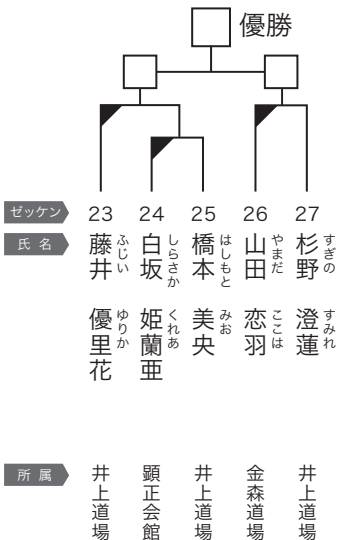 優勝
ゼッケン 23 24 25 26 27
氏名
藤井 優里花
ふじい ゆりか
白坂 姫蘭亜
しらさか くれあ
橋本 美央
はしもと みお
山田 恋羽
やまだ ここは
杉野 澄蓮
すぎの すみれ
所属
井上道場
顕正会館
井上道場
金森道場
井上道場